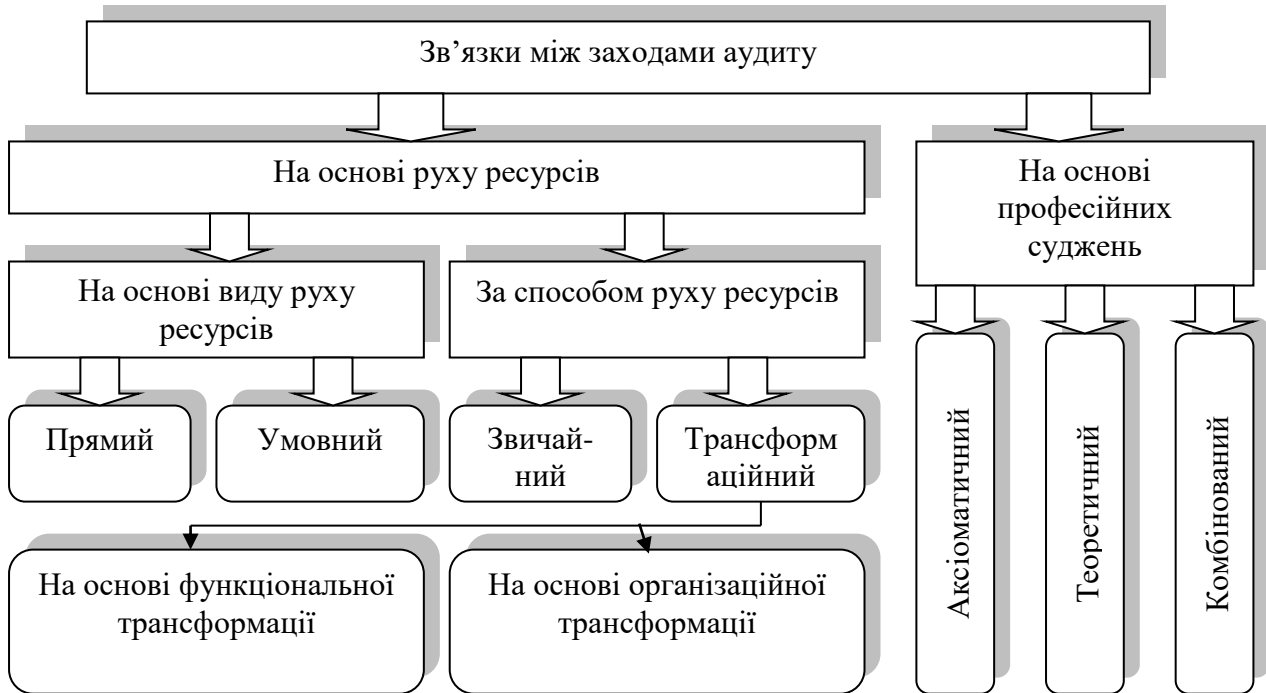 Зв’язки між заходами аудиту
На основі руху ресурсів
На основі
професійних
суджень
На основі виду руху
ресурсів
За способом руху ресурсів
Прямий
Умовний
Звичай-
ний
Трансформ
аційний
Аксіоматичний
Теоретичний
Комбінований
На основі функціональної
трансформації
На основі організаційної
трансформації